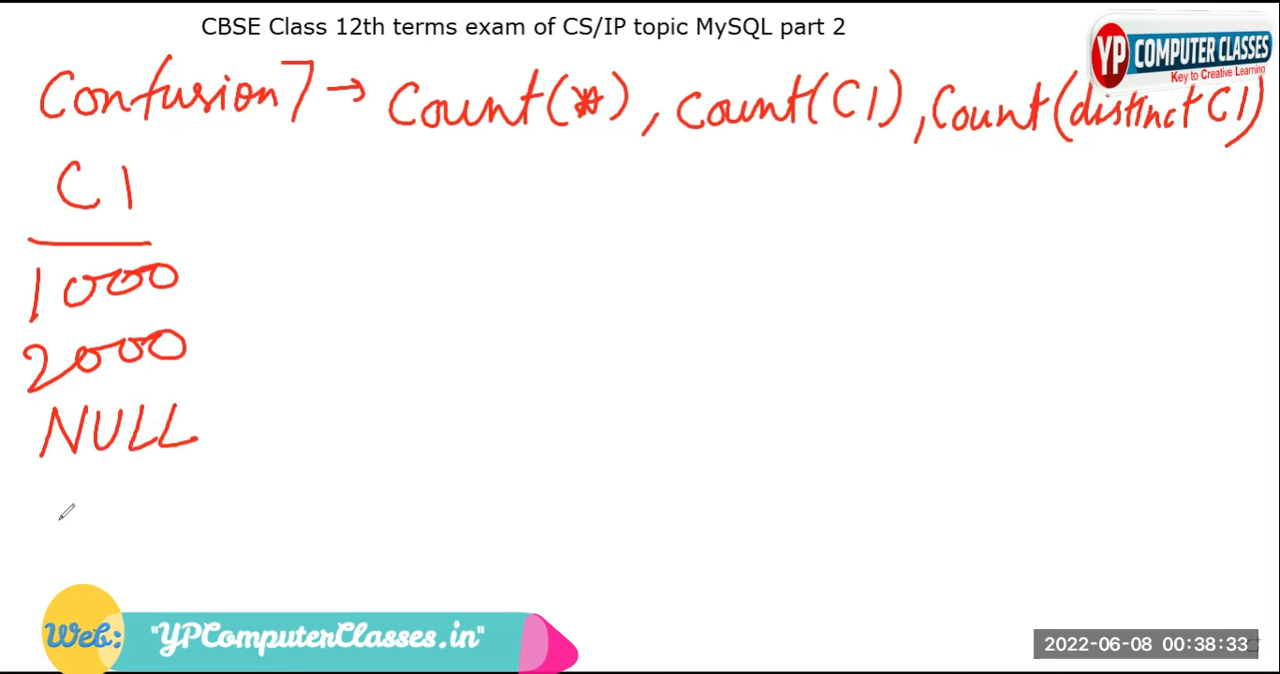 CBSE Class 12th terms exam of CS/IP topic MySQL part 2
YP COMPUTER CLASSES
Key to Creative Learning
Confusion 7 → Count(*), Count(C1), Count(distinct C1)
C1
1000
2000
NULL
Web: "YPComputerClasses.in"
2022-06-08 00:38:33